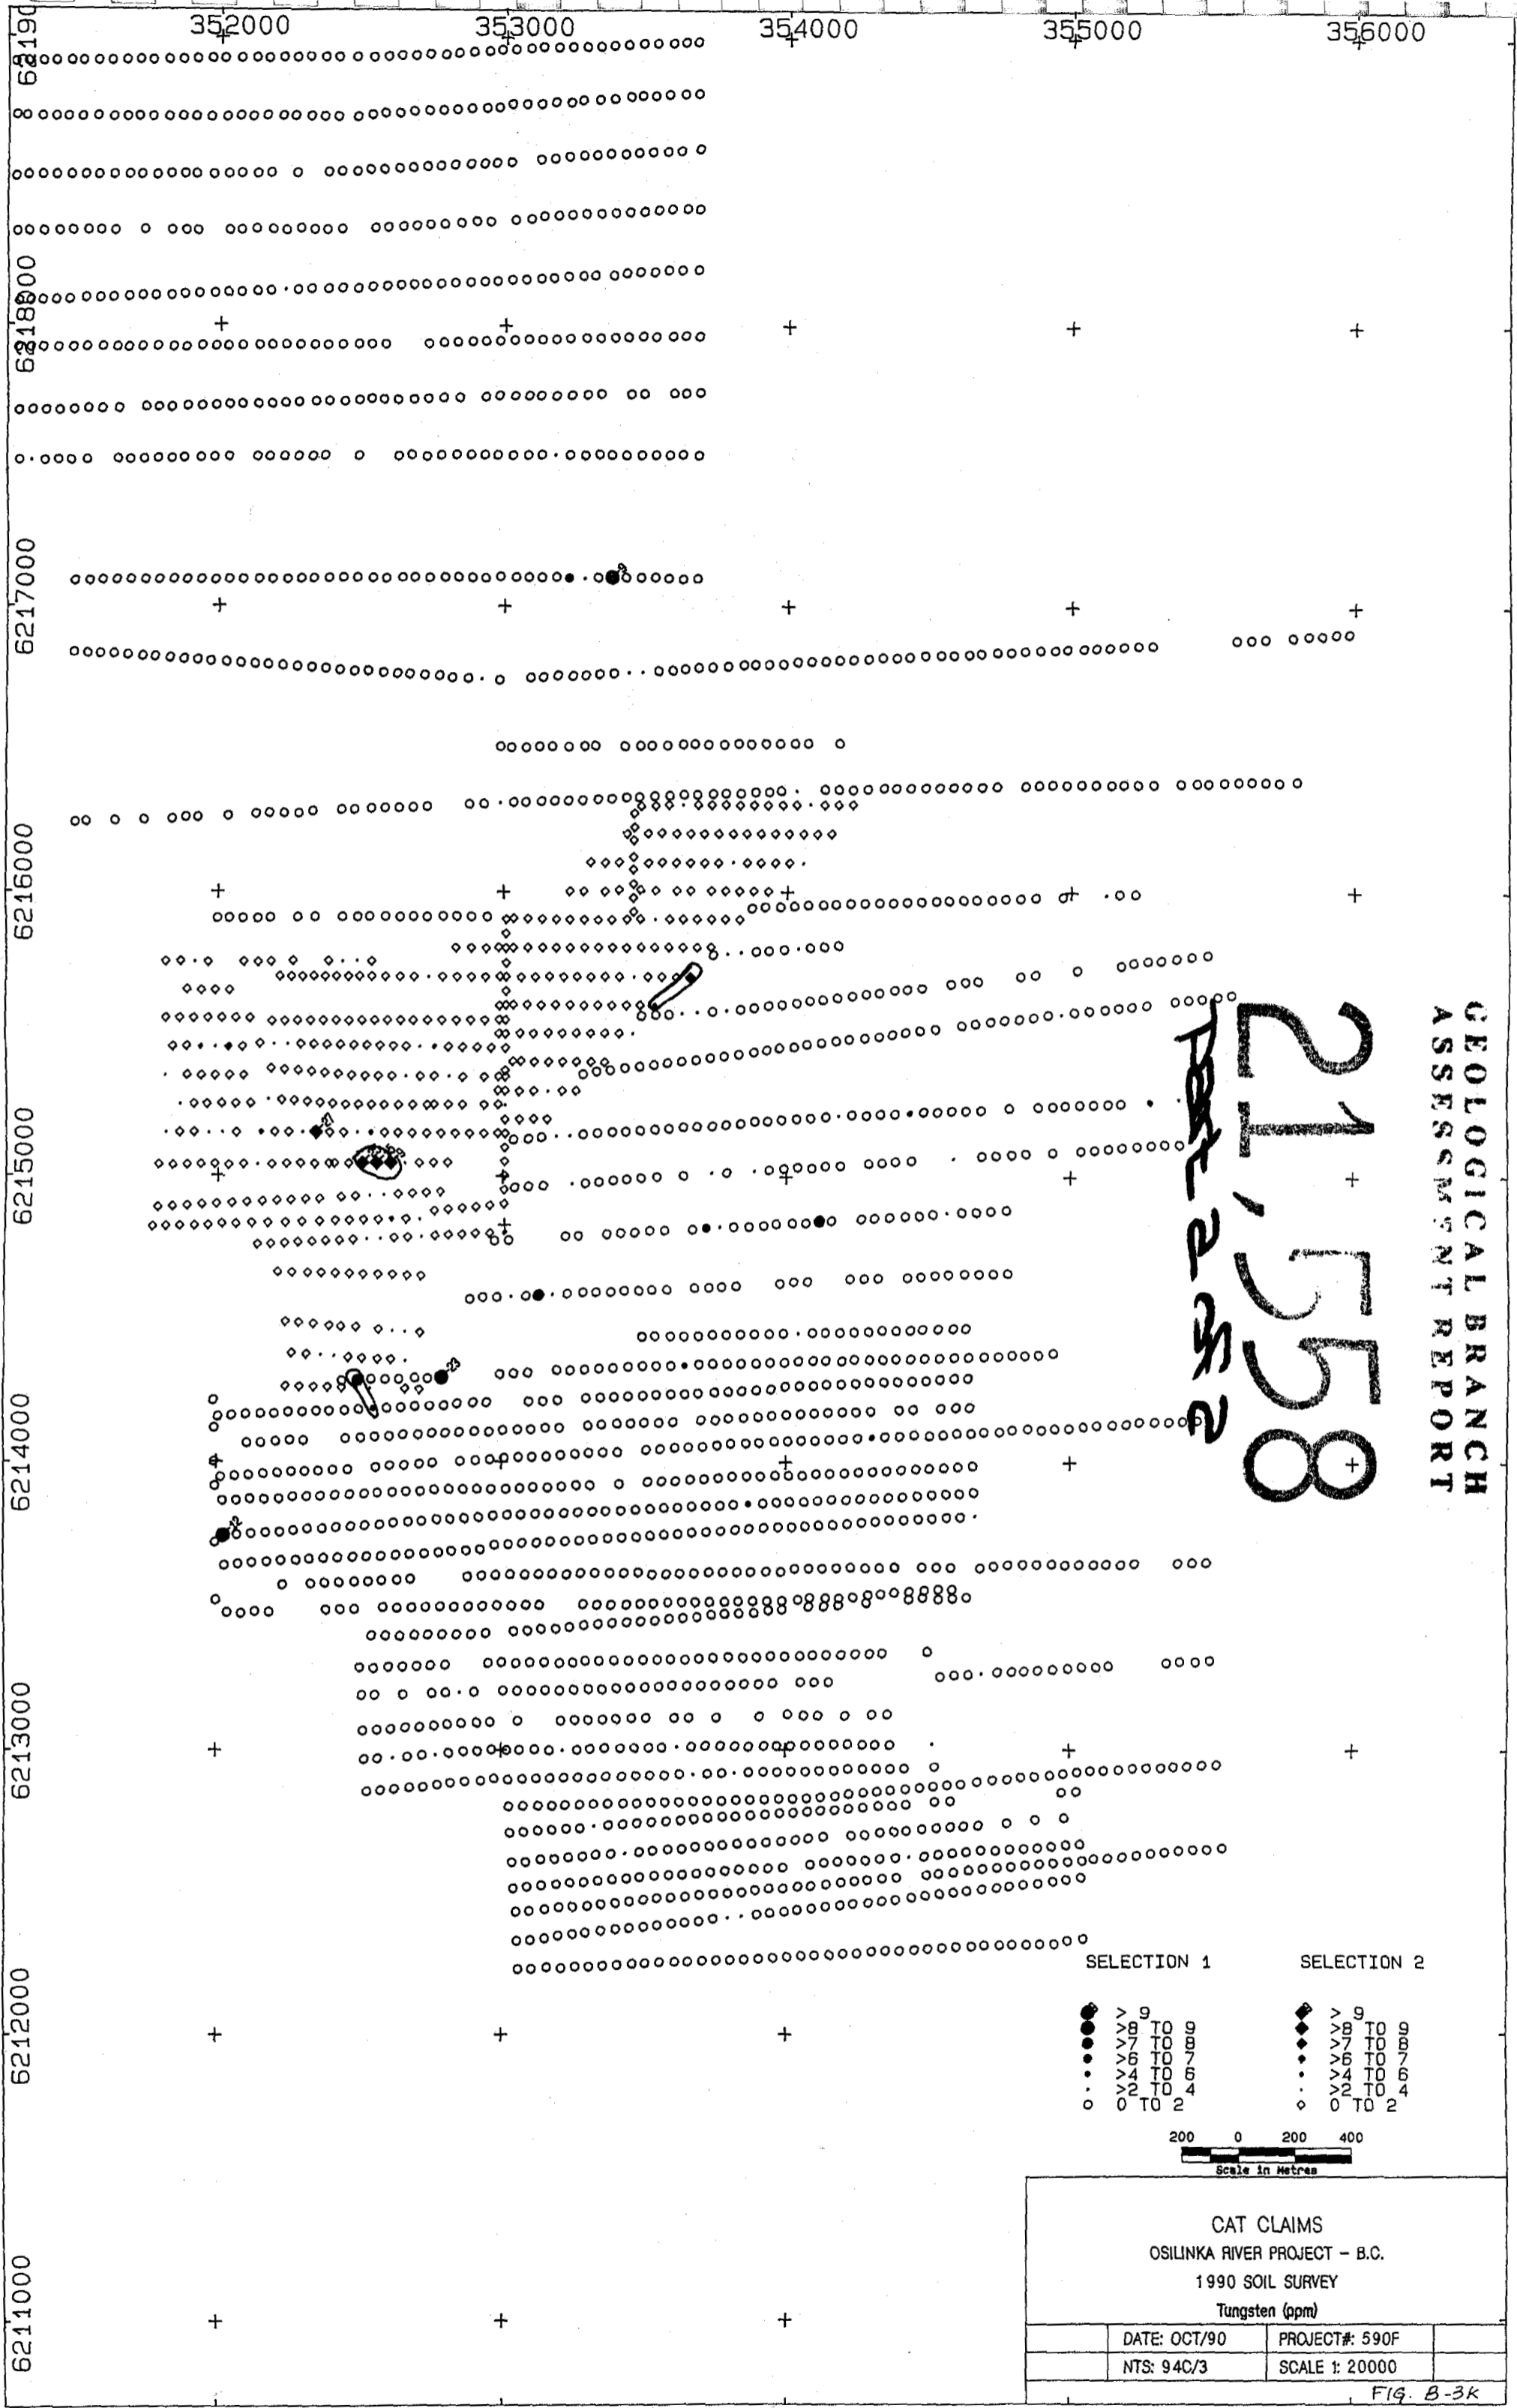 352000 353000 354000 355000 356000
6218000
6217000
6216000
6215000
6214000
6213000
6212000
6211000
GEOLOGICAL BRANCH
ASSESSMENT REPORT
21,558
SELECTION 1
> 9
>8 TO 9
>7 TO 8
>6 TO 7
>4 TO 6
>2 TO 4
0 TO 2
SELECTION 2
> 9
>8 TO 9
>7 TO 8
>6 TO 7
>4 TO 6
>2 TO 4
0 TO 2
200 0 200 400
Scale in Metres
CAT CLAIMS
OSILINKA RIVER PROJECT - B.C.
1990 SOIL SURVEY
Tungsten (ppm)
DATE: OCT/90 PROJECT#: 590F
NTS: 94C/3 SCALE 1: 20000
FIG. B-3K